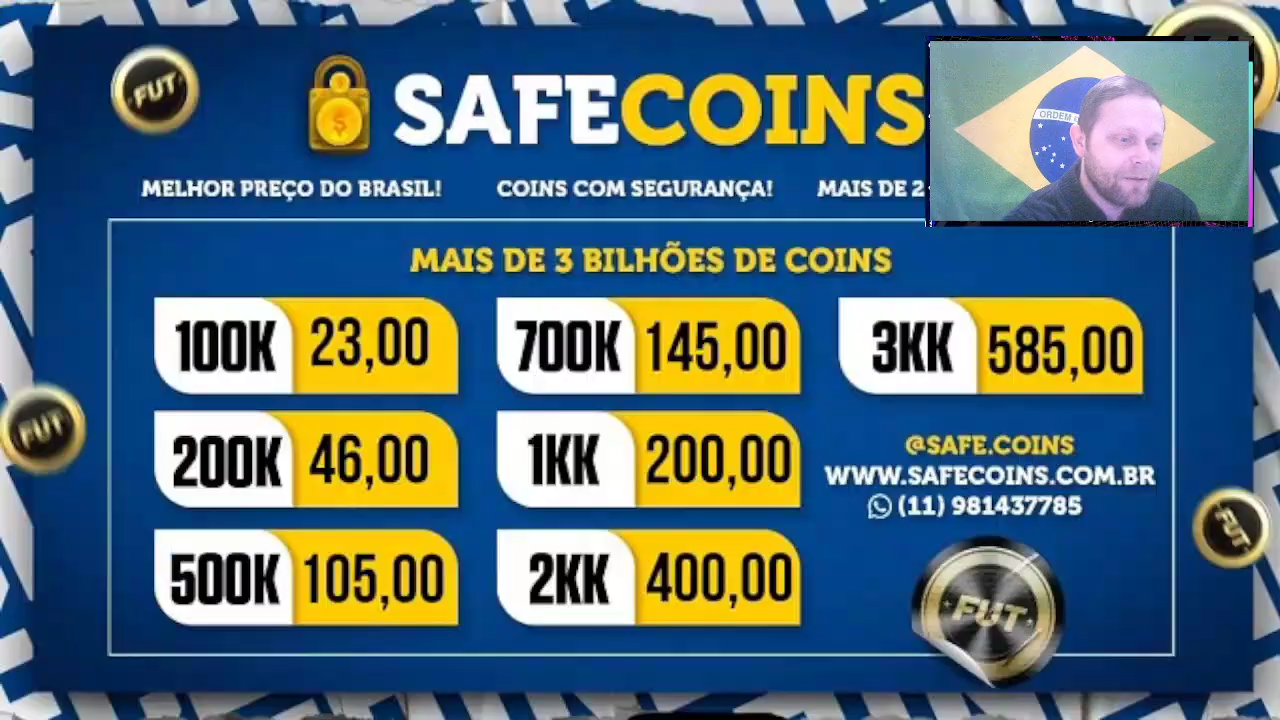 FUT
SAFECOINS
ORDEM E
MELHOR PREÇO DO BRASIL!
COINS COM SEGURANÇA!
MAIS DE 2
MAIS DE 3 BILHÕES DE COINS
100K 23,00
700K 145,00
3KK 585,00
200K 46,00
1KK 200,00
500K 105,00
2KK 400,00
@SAFE.COINS
WWW.SAFECOINS.COM.BR
(11) 981437785
FUT
FUT
FUT